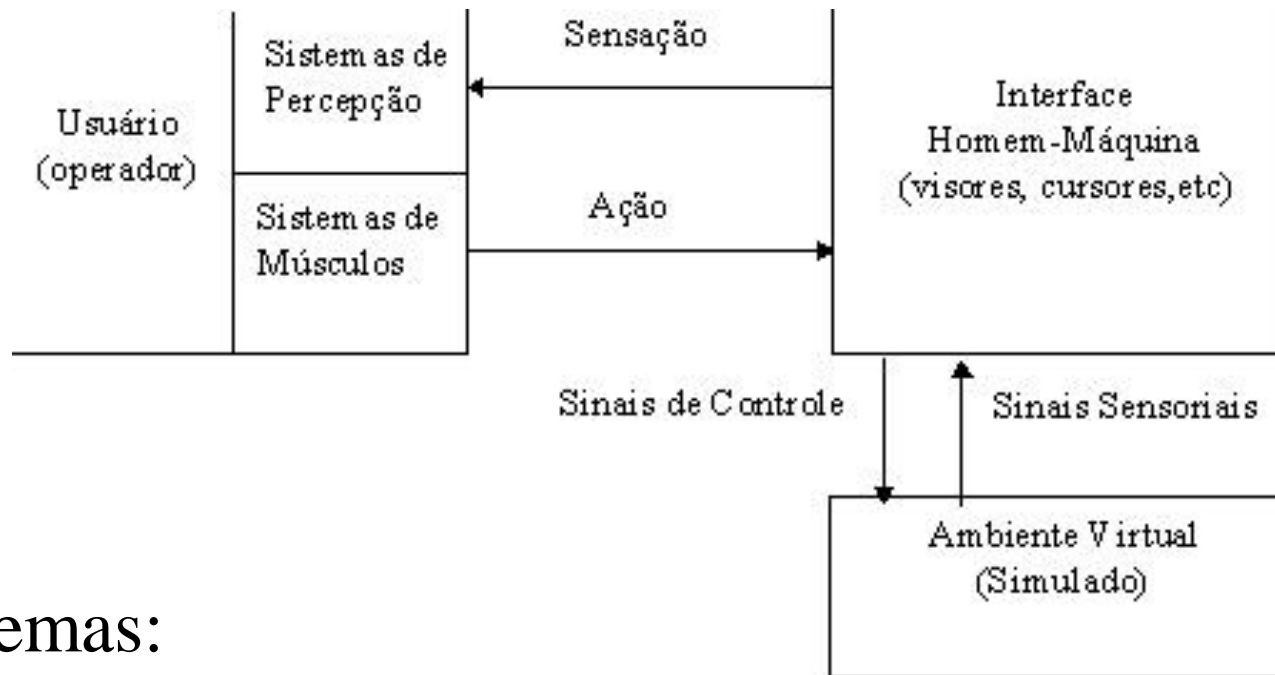 Usuário
(operador)
Sistemas de
Percepção
Sistemas de
Músculos
Sensação
Ação
Interface
Homem-Máquina
(visores, cursores,etc)
Sinais de Controle
Sinais Sensoriais
Ambiente Virtual
(Simulado)
emas: